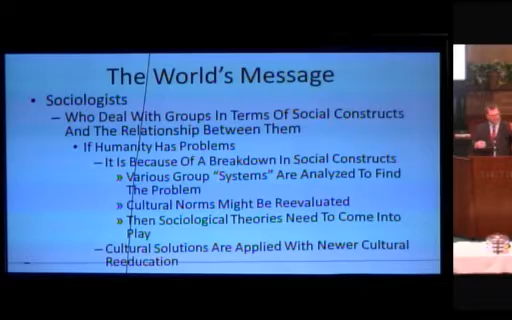 The World's Message
• Sociologists
– Who Deal With Groups In Terms Of Social Constructs
And The Relationship Between Them
• If Humanity Has Problems
– It Is Because Of A Breakdown In Social Constructs
» Various Group "Systems" Are Analyzed To Find
The Problem
» Cultural Norms Might Be Reevaluated
» Then Sociological Theories Need To Come Into
Play
– Cultural Solutions Are Applied With Newer Cultural
Reeducation